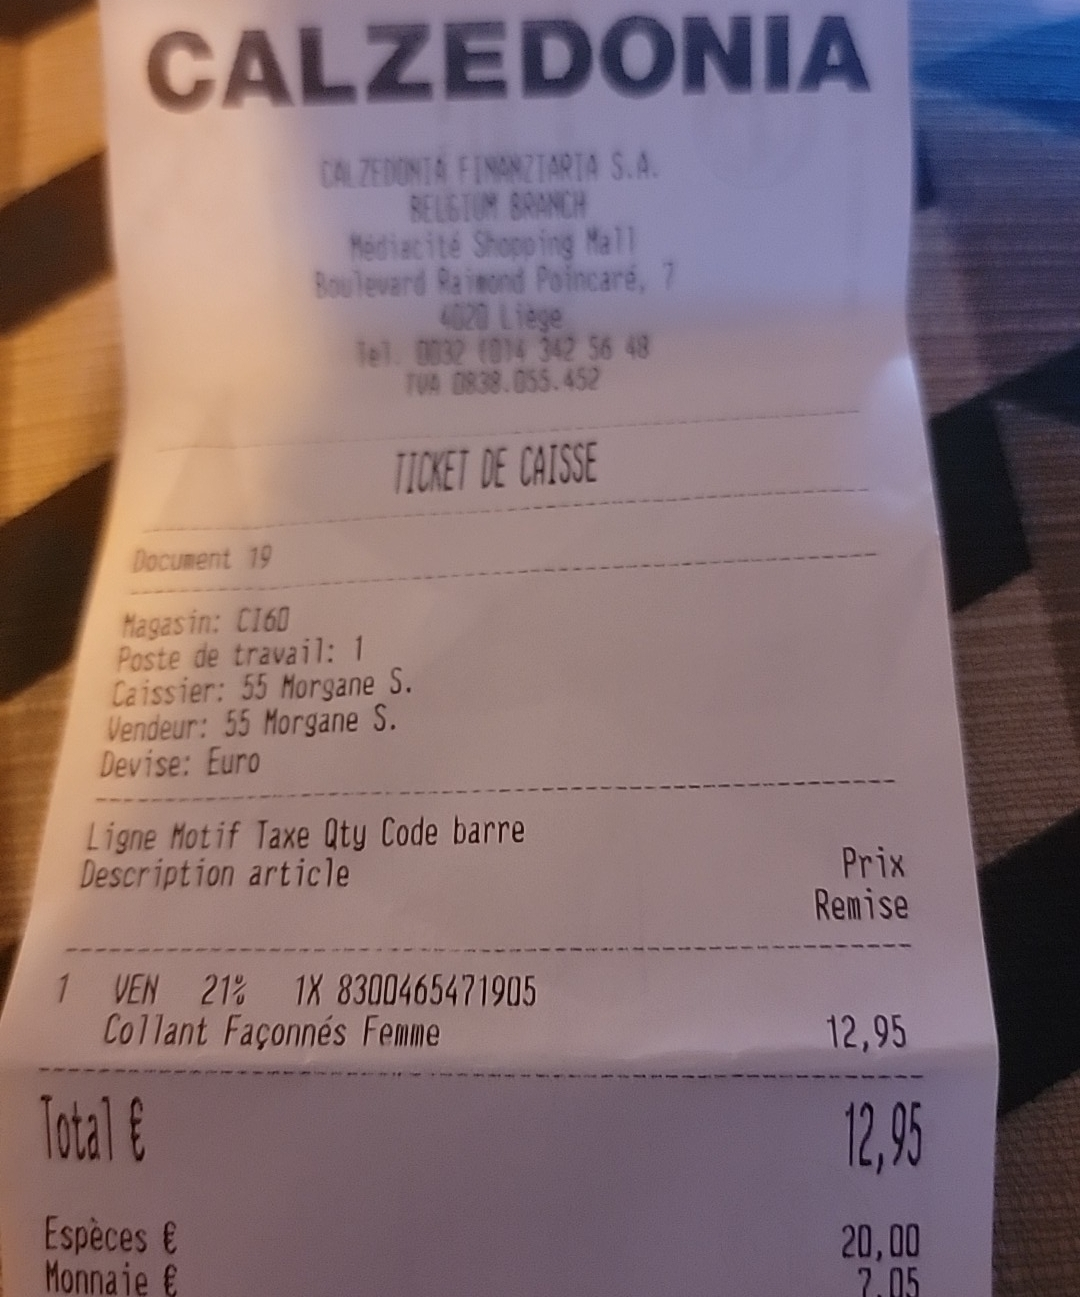 CALZEDONIA
CALZEDONIA FINANZIARIA S.A.
BELGIUM BRANCH
Médiacité Shopping Mall
Boulevard Raimond Poincaré, 7
4020 Liège
Tel. 0032 (0)4 342 56 48
TVA 0838.055.452
TICKET DE CAISSE
Document 19
Magasin: CI60
Poste de travail: 1
Caissier: 55 Morgane S.
Vendeur: 55 Morgane S.
Devise: Euro
Ligne Motif Taxe Qty Code barre
Description article Prix
Remise
1 VEN 21% 1X 8300465471905
Collant Façonnés Femme 12,95
Total € 12,95
Espèces € 20,00
Monnaie € 7,05